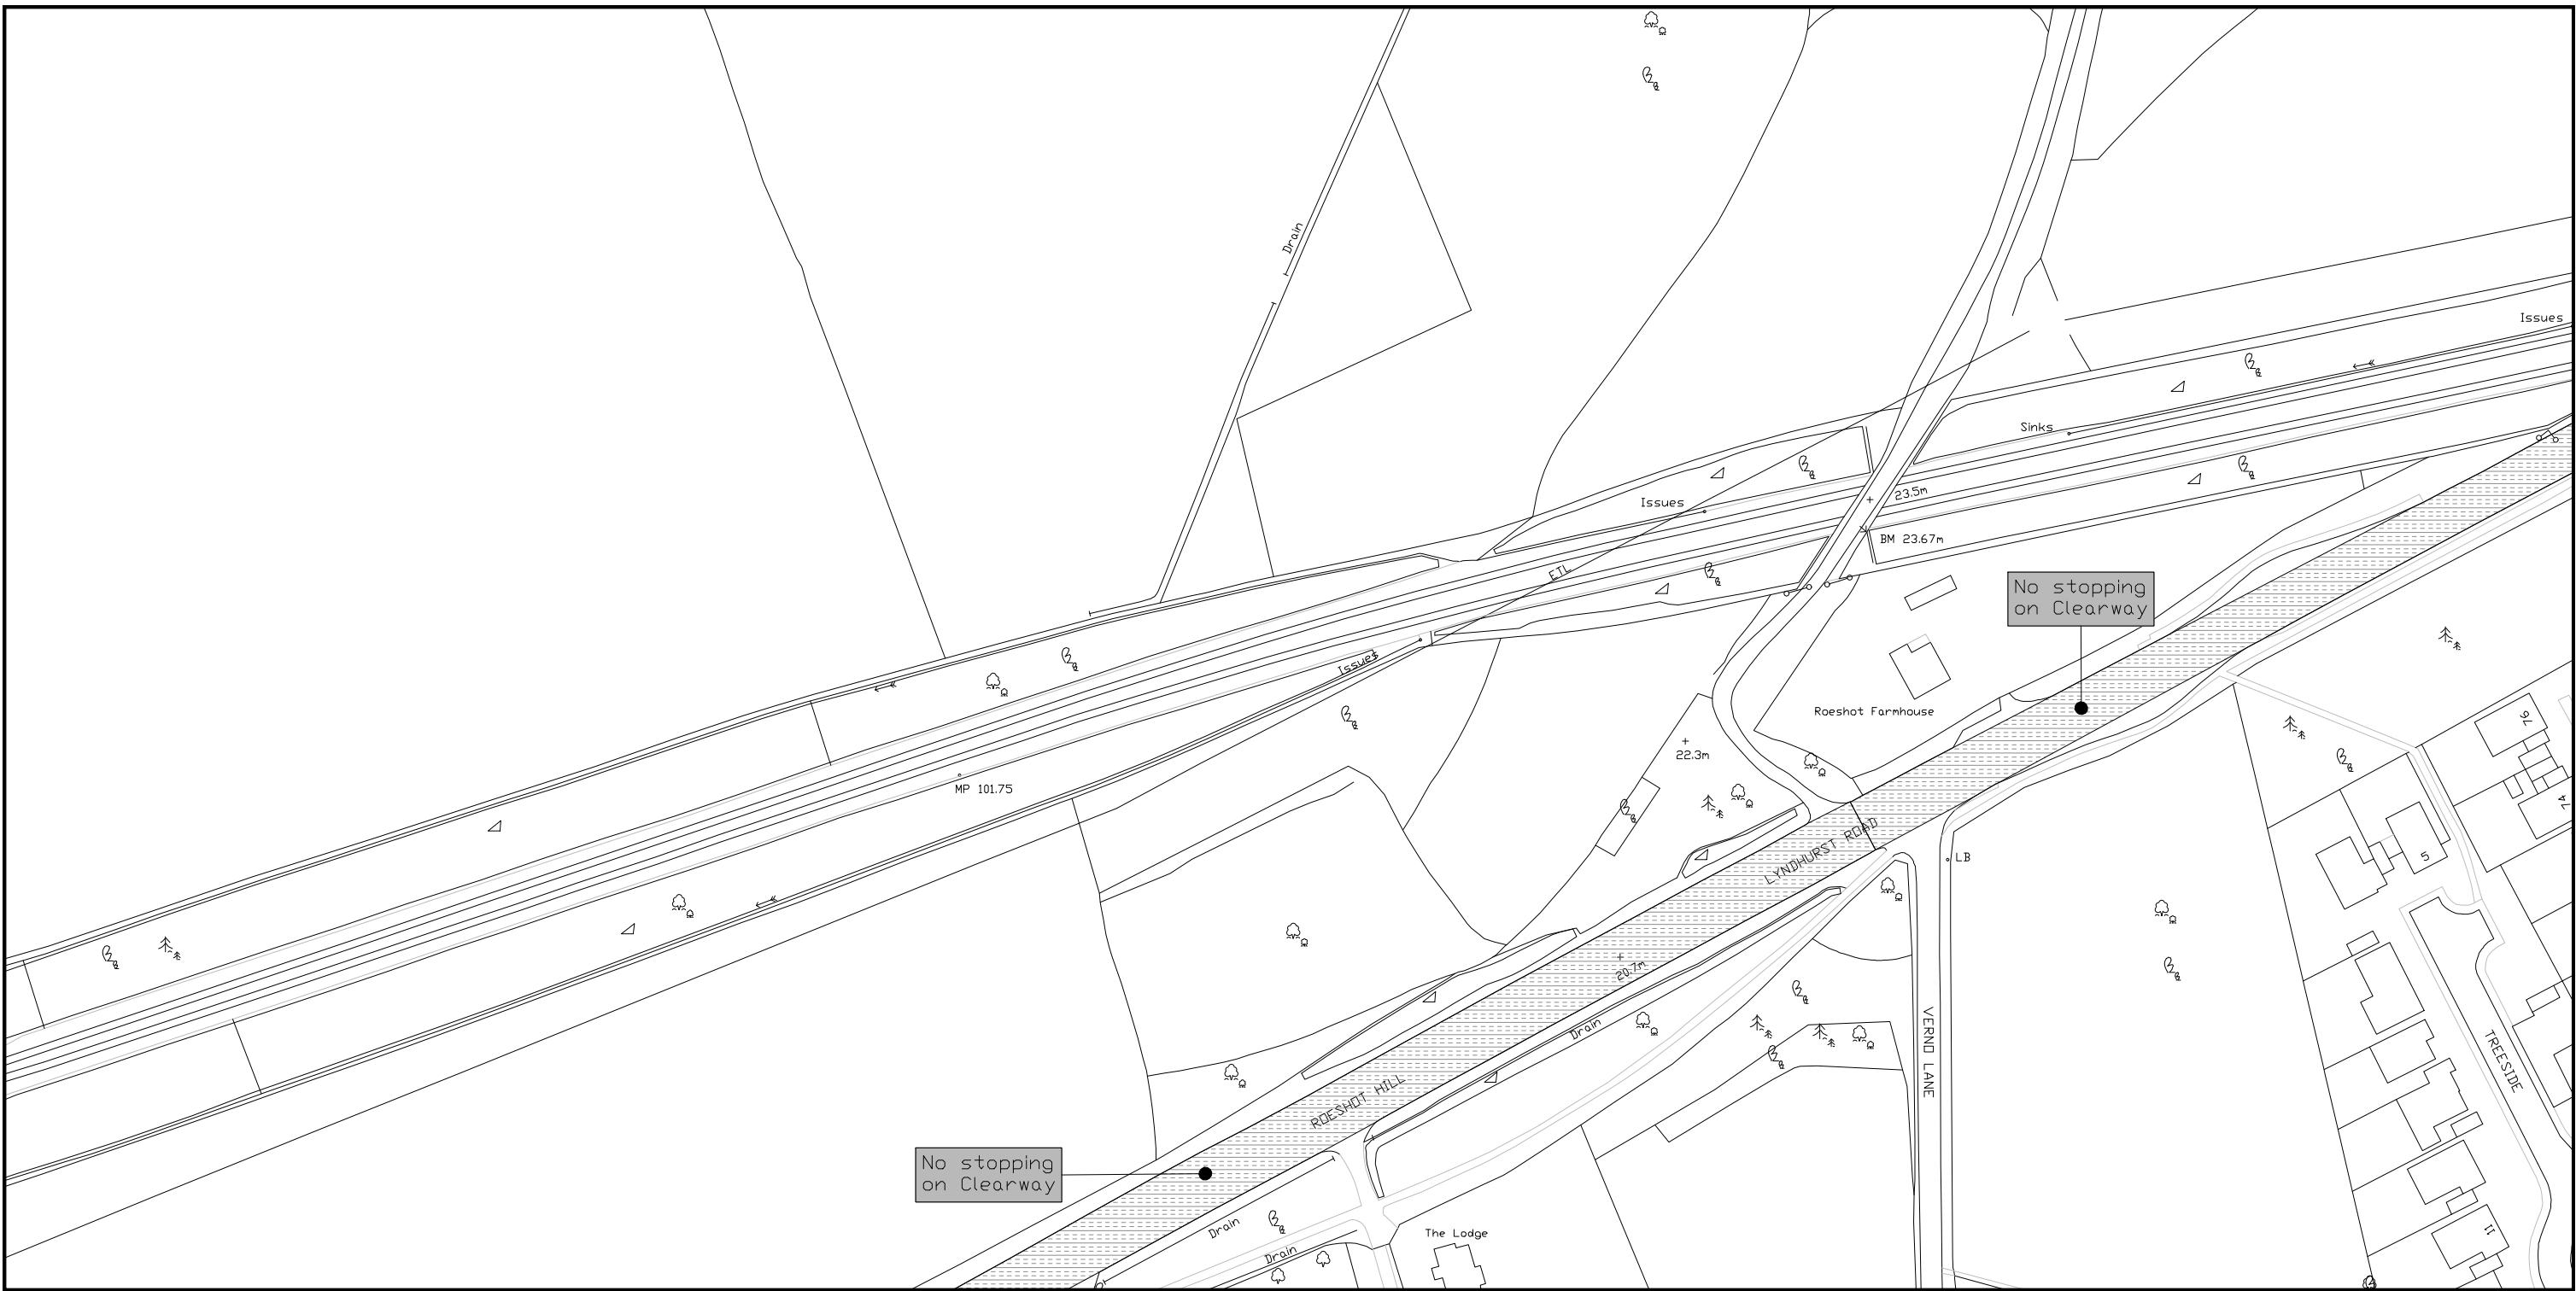 Drain
Issues
Sinks
Issues
23.5m
BM 23.67m
ETL
No stopping
on Clearway
Issues
Roeshot Farmhouse
22.3m
MP 101.75
76
74
LYNDHURST ROAD
LB
5
20.7m
Drain
VERNO LANE
TREESIDE
ROESHOT HILL
No stopping
on Clearway
Drain
Drain
The Lodge
11